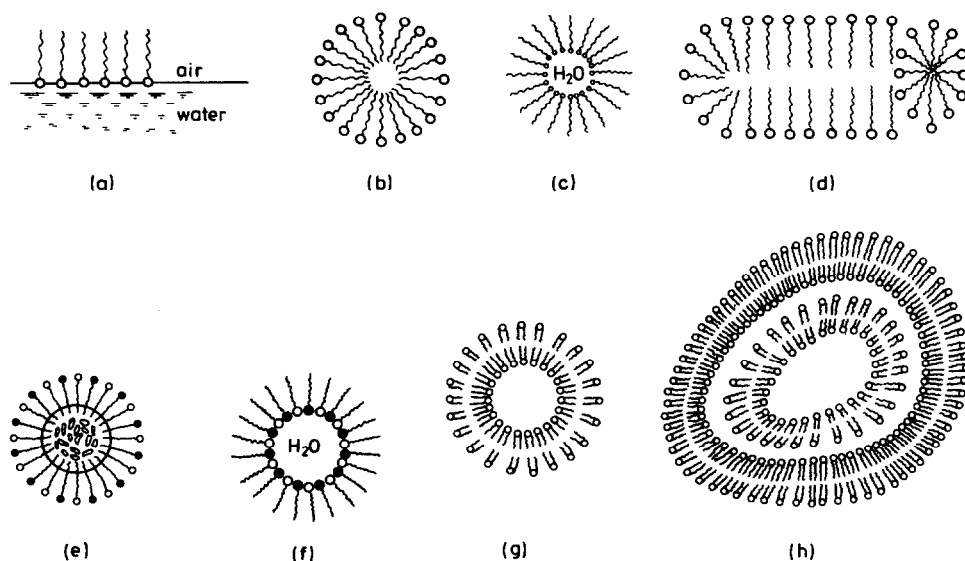 air
water
H₂O
(a)
(b)
(c)
(d)
H₂O
(e)
(f)
(g)
(h)